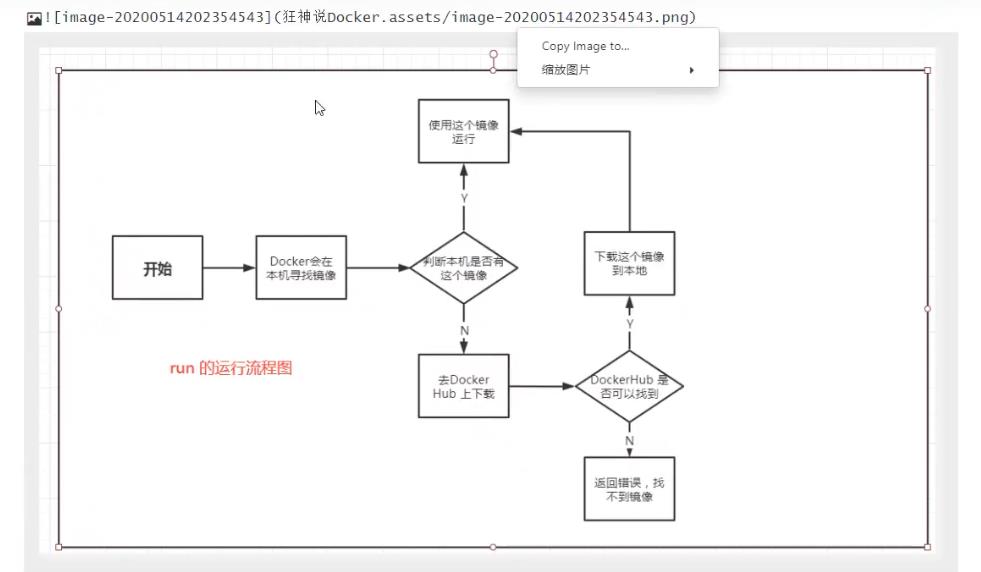 ![image-20200514202354543](狂神说Docker.assets/image-20200514202354543.png)
Copy Image to...
缩放图片
使用这个镜像
运行
Y
开始
Docker会在
本机寻找镜像
判断本机是否有
这个镜像
下载这个镜像
到本地
N
Y
run 的运行流程图
去Docker
Hub 上下载
DockerHub 是
否可以找到
N
返回错误，找
不到镜像